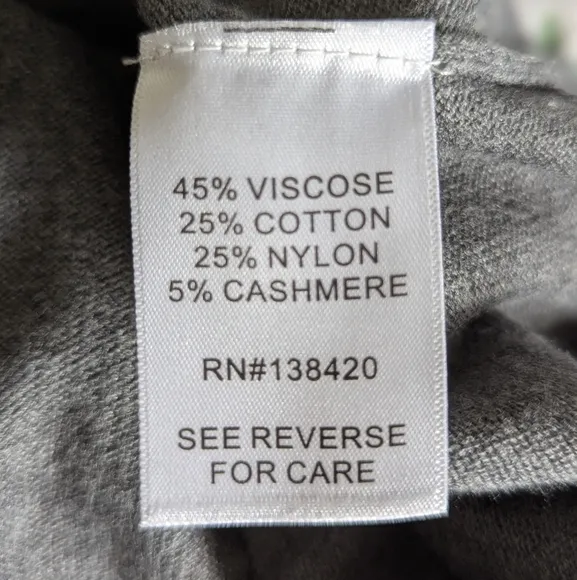 45% VISCOSE
25% COTTON
25% NYLON
5% CASHMERE
RN#138420
SEE REVERSE
FOR CARE